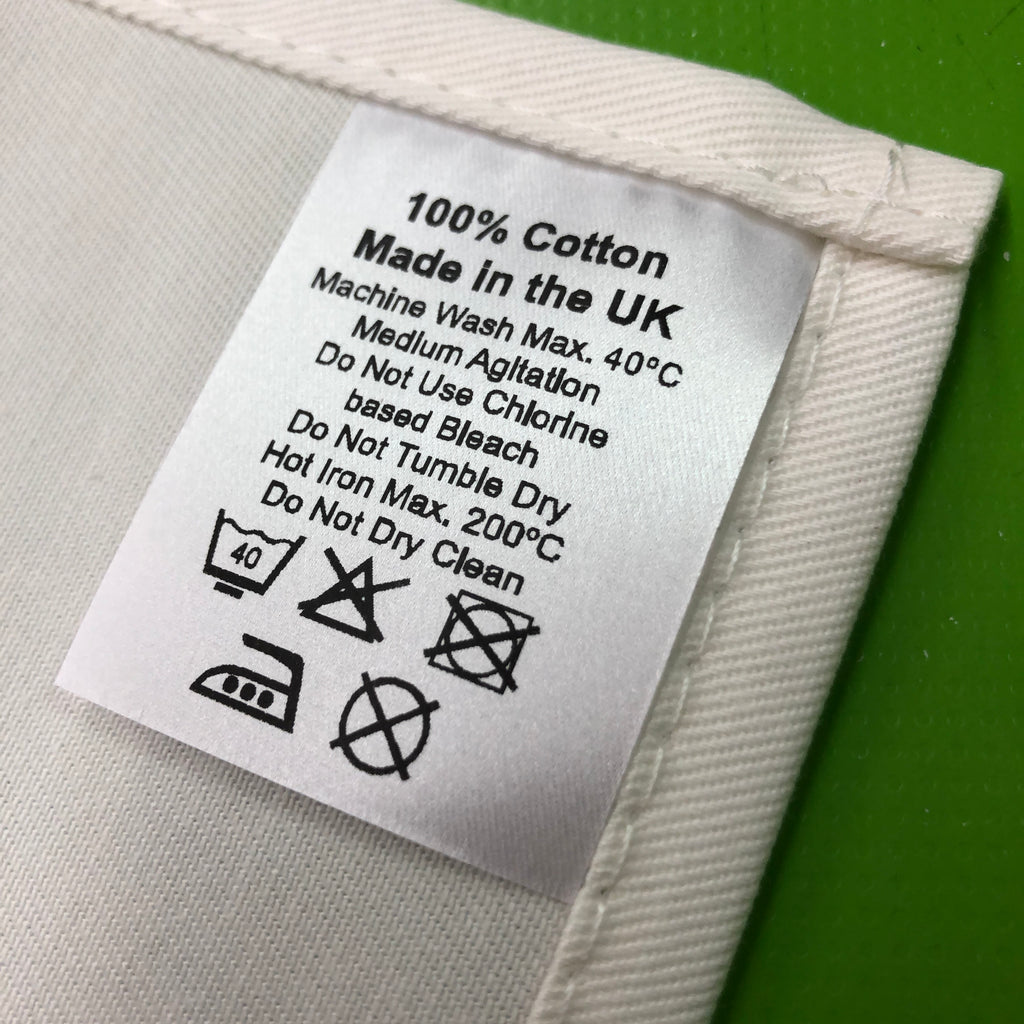 100% Cotton
Made in the UK
Machine Wash Max. 40°C
Medium Agitation
Do Not Use Chlorine
based Bleach
Do Not Tumble Dry
Hot Iron Max. 200°C
Do Not Dry Clean
40